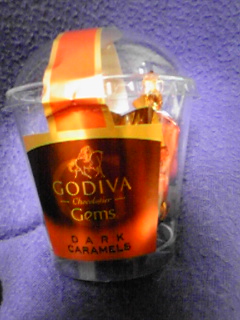 GODIVA
Chocolatier
Gems
DARK
CARAMELS